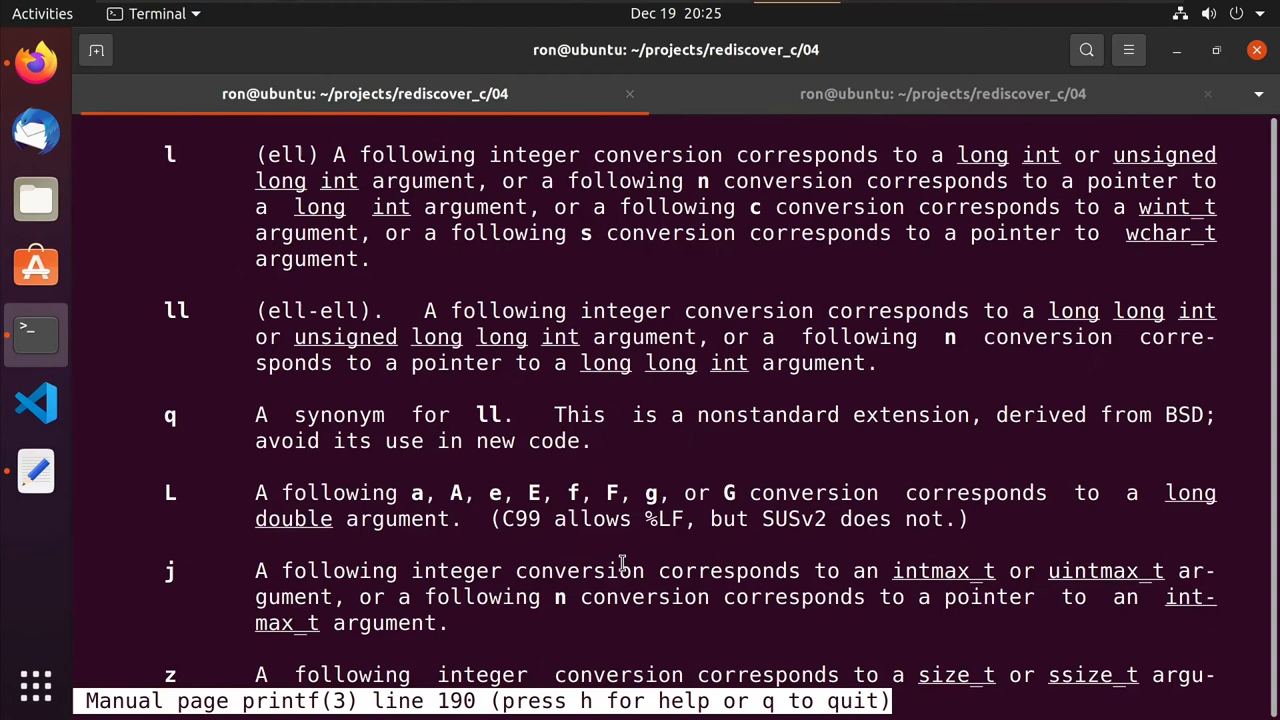 Activities
Terminal
Dec 19 20:25
ron@ubuntu: ~/projects/rediscover_c/04
ron@ubuntu: ~/projects/rediscover_c/04
ron@ubuntu: ~/projects/rediscover_c/04
l (ell) A following integer conversion corresponds to a long int or unsigned
long int argument, or a following n conversion corresponds to a pointer to
a long int argument, or a following c conversion corresponds to a wint_t
argument, or a following s conversion corresponds to a pointer to wchar_t
argument.
ll (ell-ell). A following integer conversion corresponds to a long long int
or unsigned long long int argument, or a following n conversion corre-
sponds to a pointer to a long long int argument.
q A synonym for ll. This is a nonstandard extension, derived from BSD;
avoid its use in new code.
L A following a, A, e, E, f, F, g, or G conversion corresponds to a long
double argument. (C99 allows %LF, but SUSv2 does not.)
j A following integer conversion corresponds to an intmax_t or uintmax_t ar-
gument, or a following n conversion corresponds to a pointer to an int-
max_t argument.
z A following integer conversion corresponds to a size_t or ssize_t argu-
Manual page printf(3) line 190 (press h for help or q to quit)